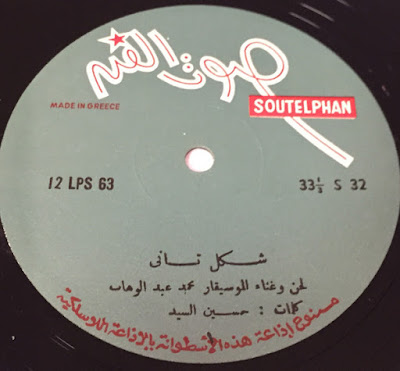 صوت الفن
MADE IN GREECE
SOUTELPHAN
12 LPS 63
33⅓ S 32
شكل تانى
لحن وغناء للموسيقار محمد عبد الوهاب
كلمات : حسين السيد
ممنوع إذاعة هذه الأسطوانة بالإذاعة اللاسلكية